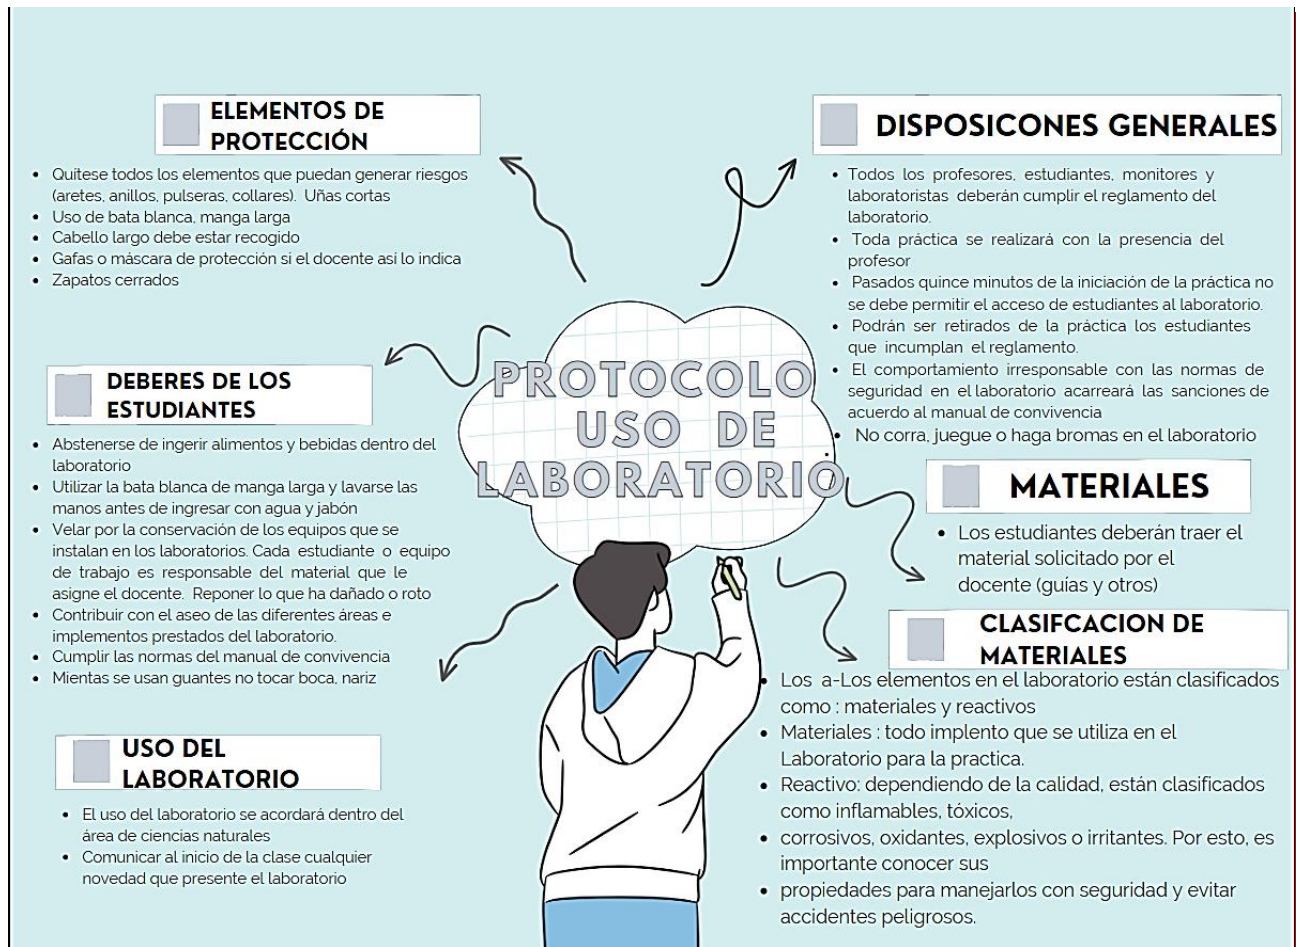 ELEMENTOS DE
PROTECCIÓN
• Quítese todos los elementos que puedan generar riesgos
(aretes, anillos, pulseras, collares). Uñas cortas
• Uso de bata blanca, manga larga
• Cabello largo debe estar recogido
• Gafas o máscara de protección si el docente así lo indica
• Zapatos cerrados
DEBERES DE LOS
ESTUDIANTES
• Abstenerse de ingerir alimentos y bebidas dentro del
laboratorio
• Utilizar la bata blanca de manga larga y lavarse las
manos antes de ingresar con agua y jabón
• Velar por la conservación de los equipos que se
instalan en los laboratorios. Cada estudiante o equipo
de trabajo es responsable del material que le
asigne el docente. Reponer lo que ha dañado o roto
• Contribuir con el aseo de las diferentes áreas e
implementos prestados del laboratorio.
• Cumplir las normas del manual de convivencia
• Mientas se usan guantes no tocar boca, nariz
USO DEL
LABORATORIO
• El uso del laboratorio se acordará dentro del
área de ciencias naturales
• Comunicar al inicio de la clase cualquier
novedad que presente el laboratorio
PROTOCOLO
USO DE
LABORATORIO
DISPOSICONES GENERALES
• Todos los profesores, estudiantes, monitores y
laboratoristas deberán cumplir el reglamento del
laboratorio.
• Toda práctica se realizará con la presencia del
profesor
• Pasados quince minutos de la iniciación de la práctica no
se debe permitir el acceso de estudiantes al laboratorio.
• Podrán ser retirados de la práctica los estudiantes
que incumplan el reglamento.
• El comportamiento irresponsable con las normas de
seguridad en el laboratorio acarreará las sanciones de
acuerdo al manual de convivencia
• No corra, juegue o haga bromas en el laboratorio
MATERIALES
• Los estudiantes deberán traer el
material solicitado por el
docente (guías y otros)
CLASIFCACION DE
MATERIALES
• Los a-Los elementos en el laboratorio están clasificados
como : materiales y reactivos
• Materiales : todo implento que se utiliza en el
Laboratorio para la practica.
• Reactivo: dependiendo de la calidad, están clasificados
como inflamables, tóxicos,
• corrosivos, oxidantes, explosivos o irritantes. Por esto, es
importante conocer sus
• propiedades para manejarlos con seguridad y evitar
accidentes peligrosos.